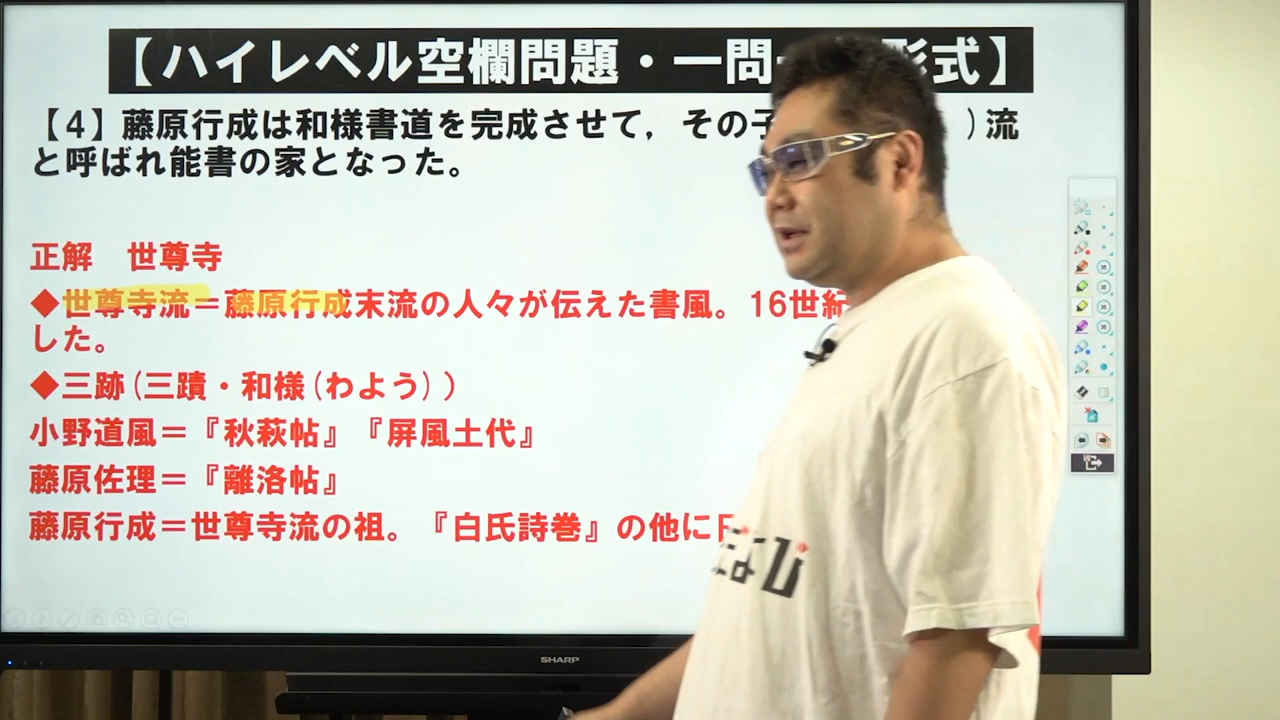 【ハイレベル空欄問題・一問 形式】
【4】藤原行成は和様書道を完成させて，その子 )流
と呼ばれ能書の家となった。
正解 世尊寺
◆世尊寺流＝藤原行成末流の人々が伝えた書風。16世紀
した。
◆三跡(三蹟・和様(わよう)）
小野道風＝『秋萩帖』『屏風土代』
藤原佐理＝『離洛帖』
藤原行成＝世尊寺流の祖。『白氏詩巻』の他に
よび
SHARP